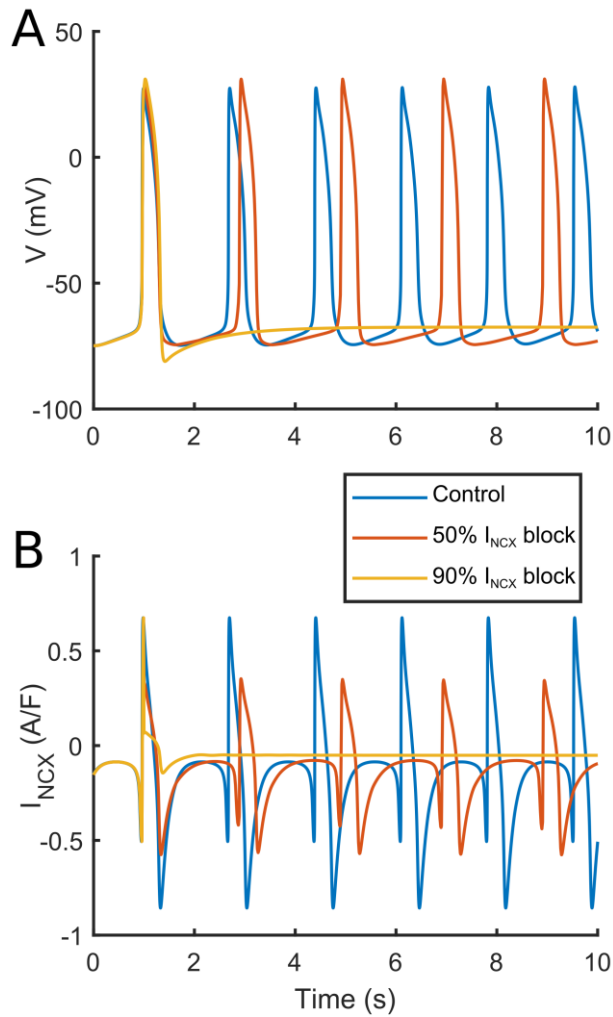 A
50
0
-50
-100
V (mV)
0 2 4 6 8 10
Control
50% I_NCX block
90% I_NCX block
B
1
0.5
0
-0.5
-1
I_NCX (A/F)
0 2 4 6 8 10
Time (s)